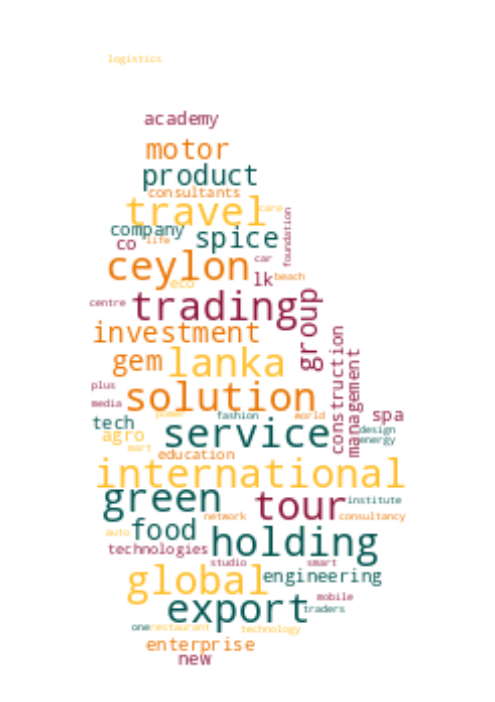 logistics
academy
motor
product
consultants
travel
care
foundation
company
spice
co
life
ceylon
car
lk
beach
eco
centre
trading
group
investment
construction
gem
lanka
management
plus
solution
media
power
fashion
world
spa
tech
service
design
agro
energy
mart
education
international
green
tour
institute
network
consultancy
auto
food
holding
technologies
studio
smart
global
engineering
export
mobile
traders
one
restaurant
technology
enterprise
new